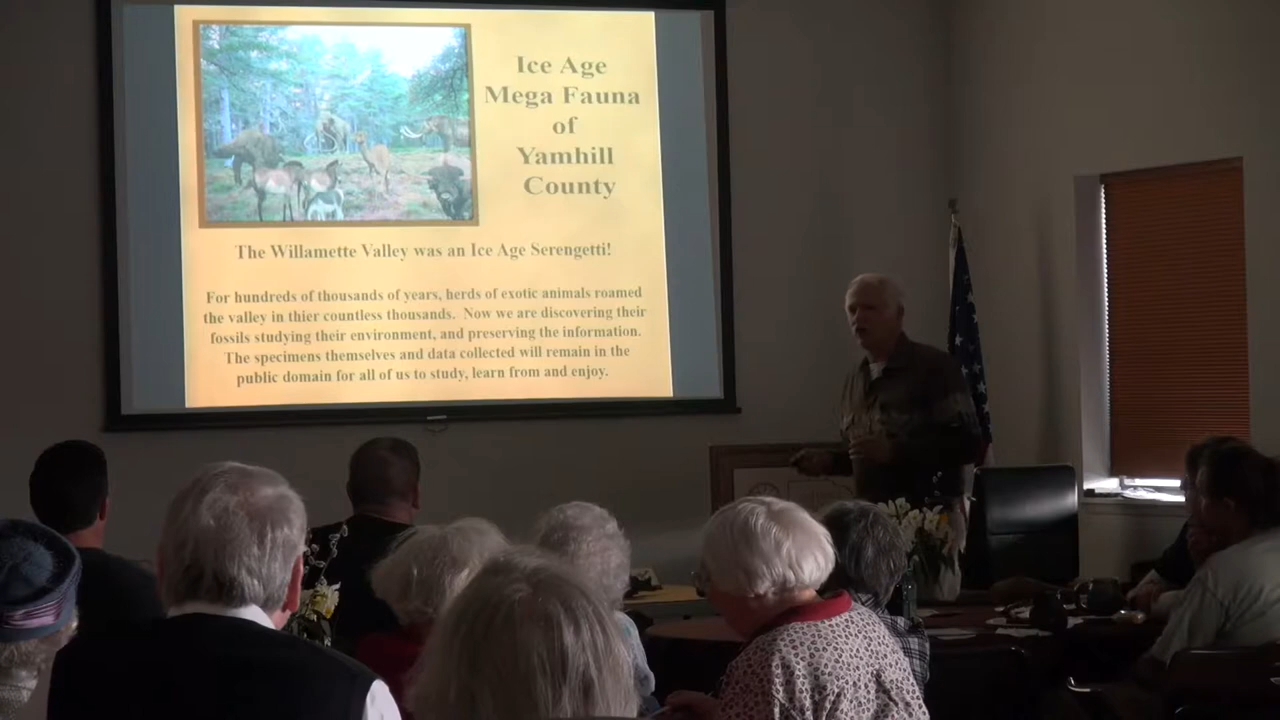 Ice Age
Mega Fauna
of
Yamhill
County
The Willamette Valley was an Ice Age Serengetti!
For hundreds of thousands of years, herds of exotic animals roamed
the valley in thier countless thousands. Now we are discovering their
fossils studying their environment, and preserving the information.
The specimens themselves and data collected will remain in the
public domain for all of us to study, learn from and enjoy.